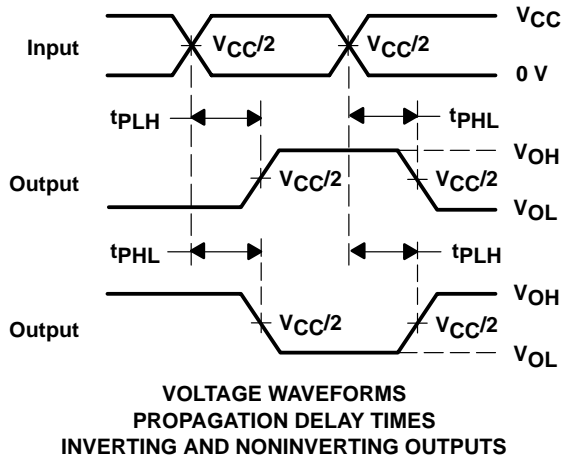 VCC
Input VCC/2 VCC/2
0 V
tPLH tPHL
VOH
Output VCC/2 VCC/2
VOL
tPHL tPLH
VOH
Output VCC/2 VCC/2
VOL
VOLTAGE WAVEFORMS
PROPAGATION DELAY TIMES
INVERTING AND NONINVERTING OUTPUTS